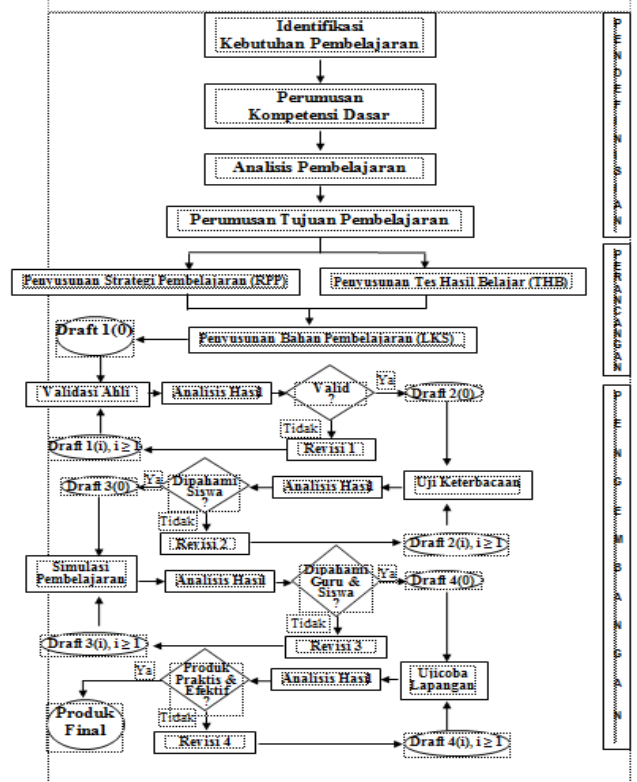 Identifikasi
Kebutuhan Pembelajaran
Perumusan
Kompetensi Dasar
Analisis Pembelajaran
Perumusan Tujuan Pembelajaran
PENDEFINISIAN
Penyusunan Strategi Pembelajaran (RPP)
Penyusunan Tes Hasil Belajar (THB)
Penyusunan Bahan Pembelajaran (LKS)
Draft 1(0)
PERANCANGAN
Validasi Ahli
Analisis Hasil
Valid
?
Ya
Draft 2(0)
Tidak
Draft 1(i), i ≥ 1
Revisi 1
Draft 3(0)
Ya
Dipahami
Siswa
?
Analisis Hasil
Uji Keterbacaan
Tidak
Revisi 2
Draft 2(i), i ≥ 1
Simulasi
Pembelajaran
Analisis Hasil
Dipahami
Guru &
Siswa
?
Ya
Draft 4(0)
Tidak
Draft 3(i), i ≥ 1
Revisi 3
Ya
Produk
Praktis &
Efektif
?
Analisis Hasil
Ujicoba
Lapangan
Produk
Final
Tidak
Revisi 4
Draft 4(i), i ≥ 1
PENGEMBANGAN